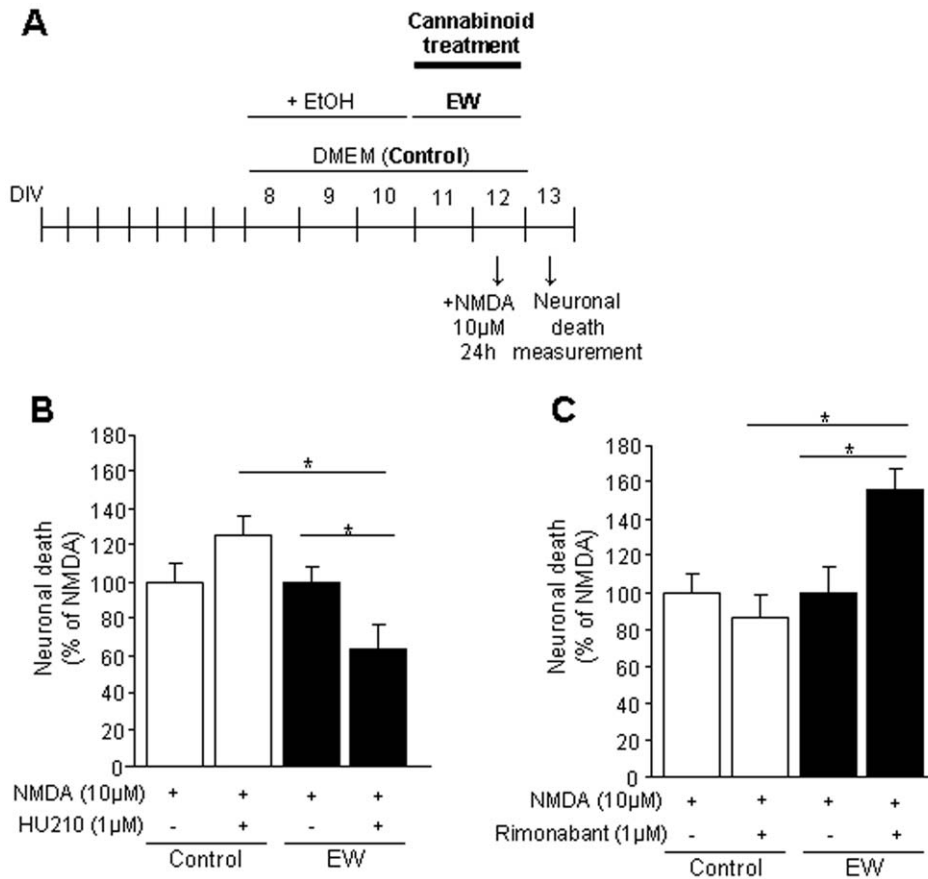 A
Cannabinoid
treatment
+ EtOH EW
DMEM (Control)
DIV 8 9 10 11 12 13
+NMDA
10µM
24h
Neuronal
death
measurement
B
Neuronal death
(% of NMDA)
180
160
140
120
100
80
60
40
20
0
*
*
NMDA (10µM) + + + +
HU210 (1µM) - + - +
Control EW
C
Neuronal death
(% of NMDA)
180
160
140
120
100
80
60
40
20
0
*
*
NMDA (10µM) + + + +
Rimonabant (1µM) - + - +
Control EW